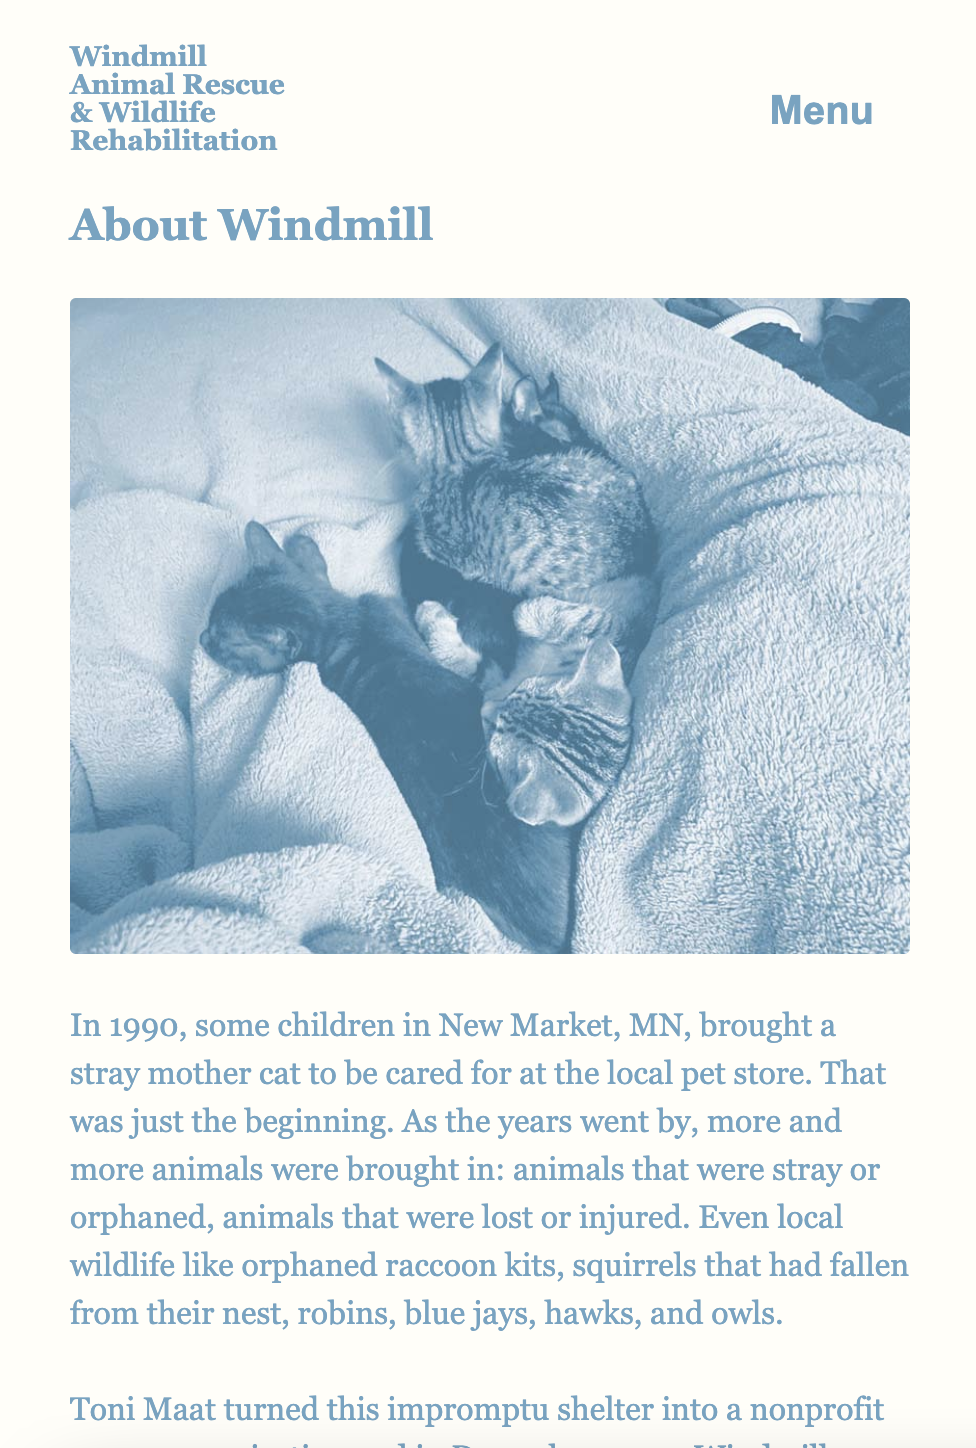 Windmill
Animal Rescue
& Wildlife
Rehabilitation
Menu
About Windmill
In 1990, some children in New Market, MN, brought a
stray mother cat to be cared for at the local pet store. That
was just the beginning. As the years went by, more and
more animals were brought in: animals that were stray or
orphaned, animals that were lost or injured. Even local
wildlife like orphaned raccoon kits, squirrels that had fallen
from their nest, robins, blue jays, hawks, and owls.
Toni Maat turned this impromptu shelter into a nonprofit